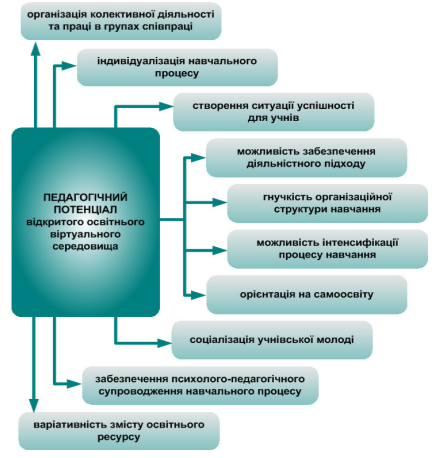 організація колективної діяльності
та праці в групах співпраці
індивідуалізація навчального
процесу
створення ситуації успішності
для учнів
можливість забезпечення
діяльністного підходу
ПЕДАГОГІЧНИЙ
ПОТЕНЦІАЛ
відкритого освітнього
віртуального
середовища
гнучкість організаційної
структури навчання
можливість інтенсифікації
процесу навчання
орієнтація на самоосвіту
соціалізація учнівської молоді
забезпечення психолого-педагогічного
супроводження навчального процесу
варіативність змісту освітнього
ресурсу